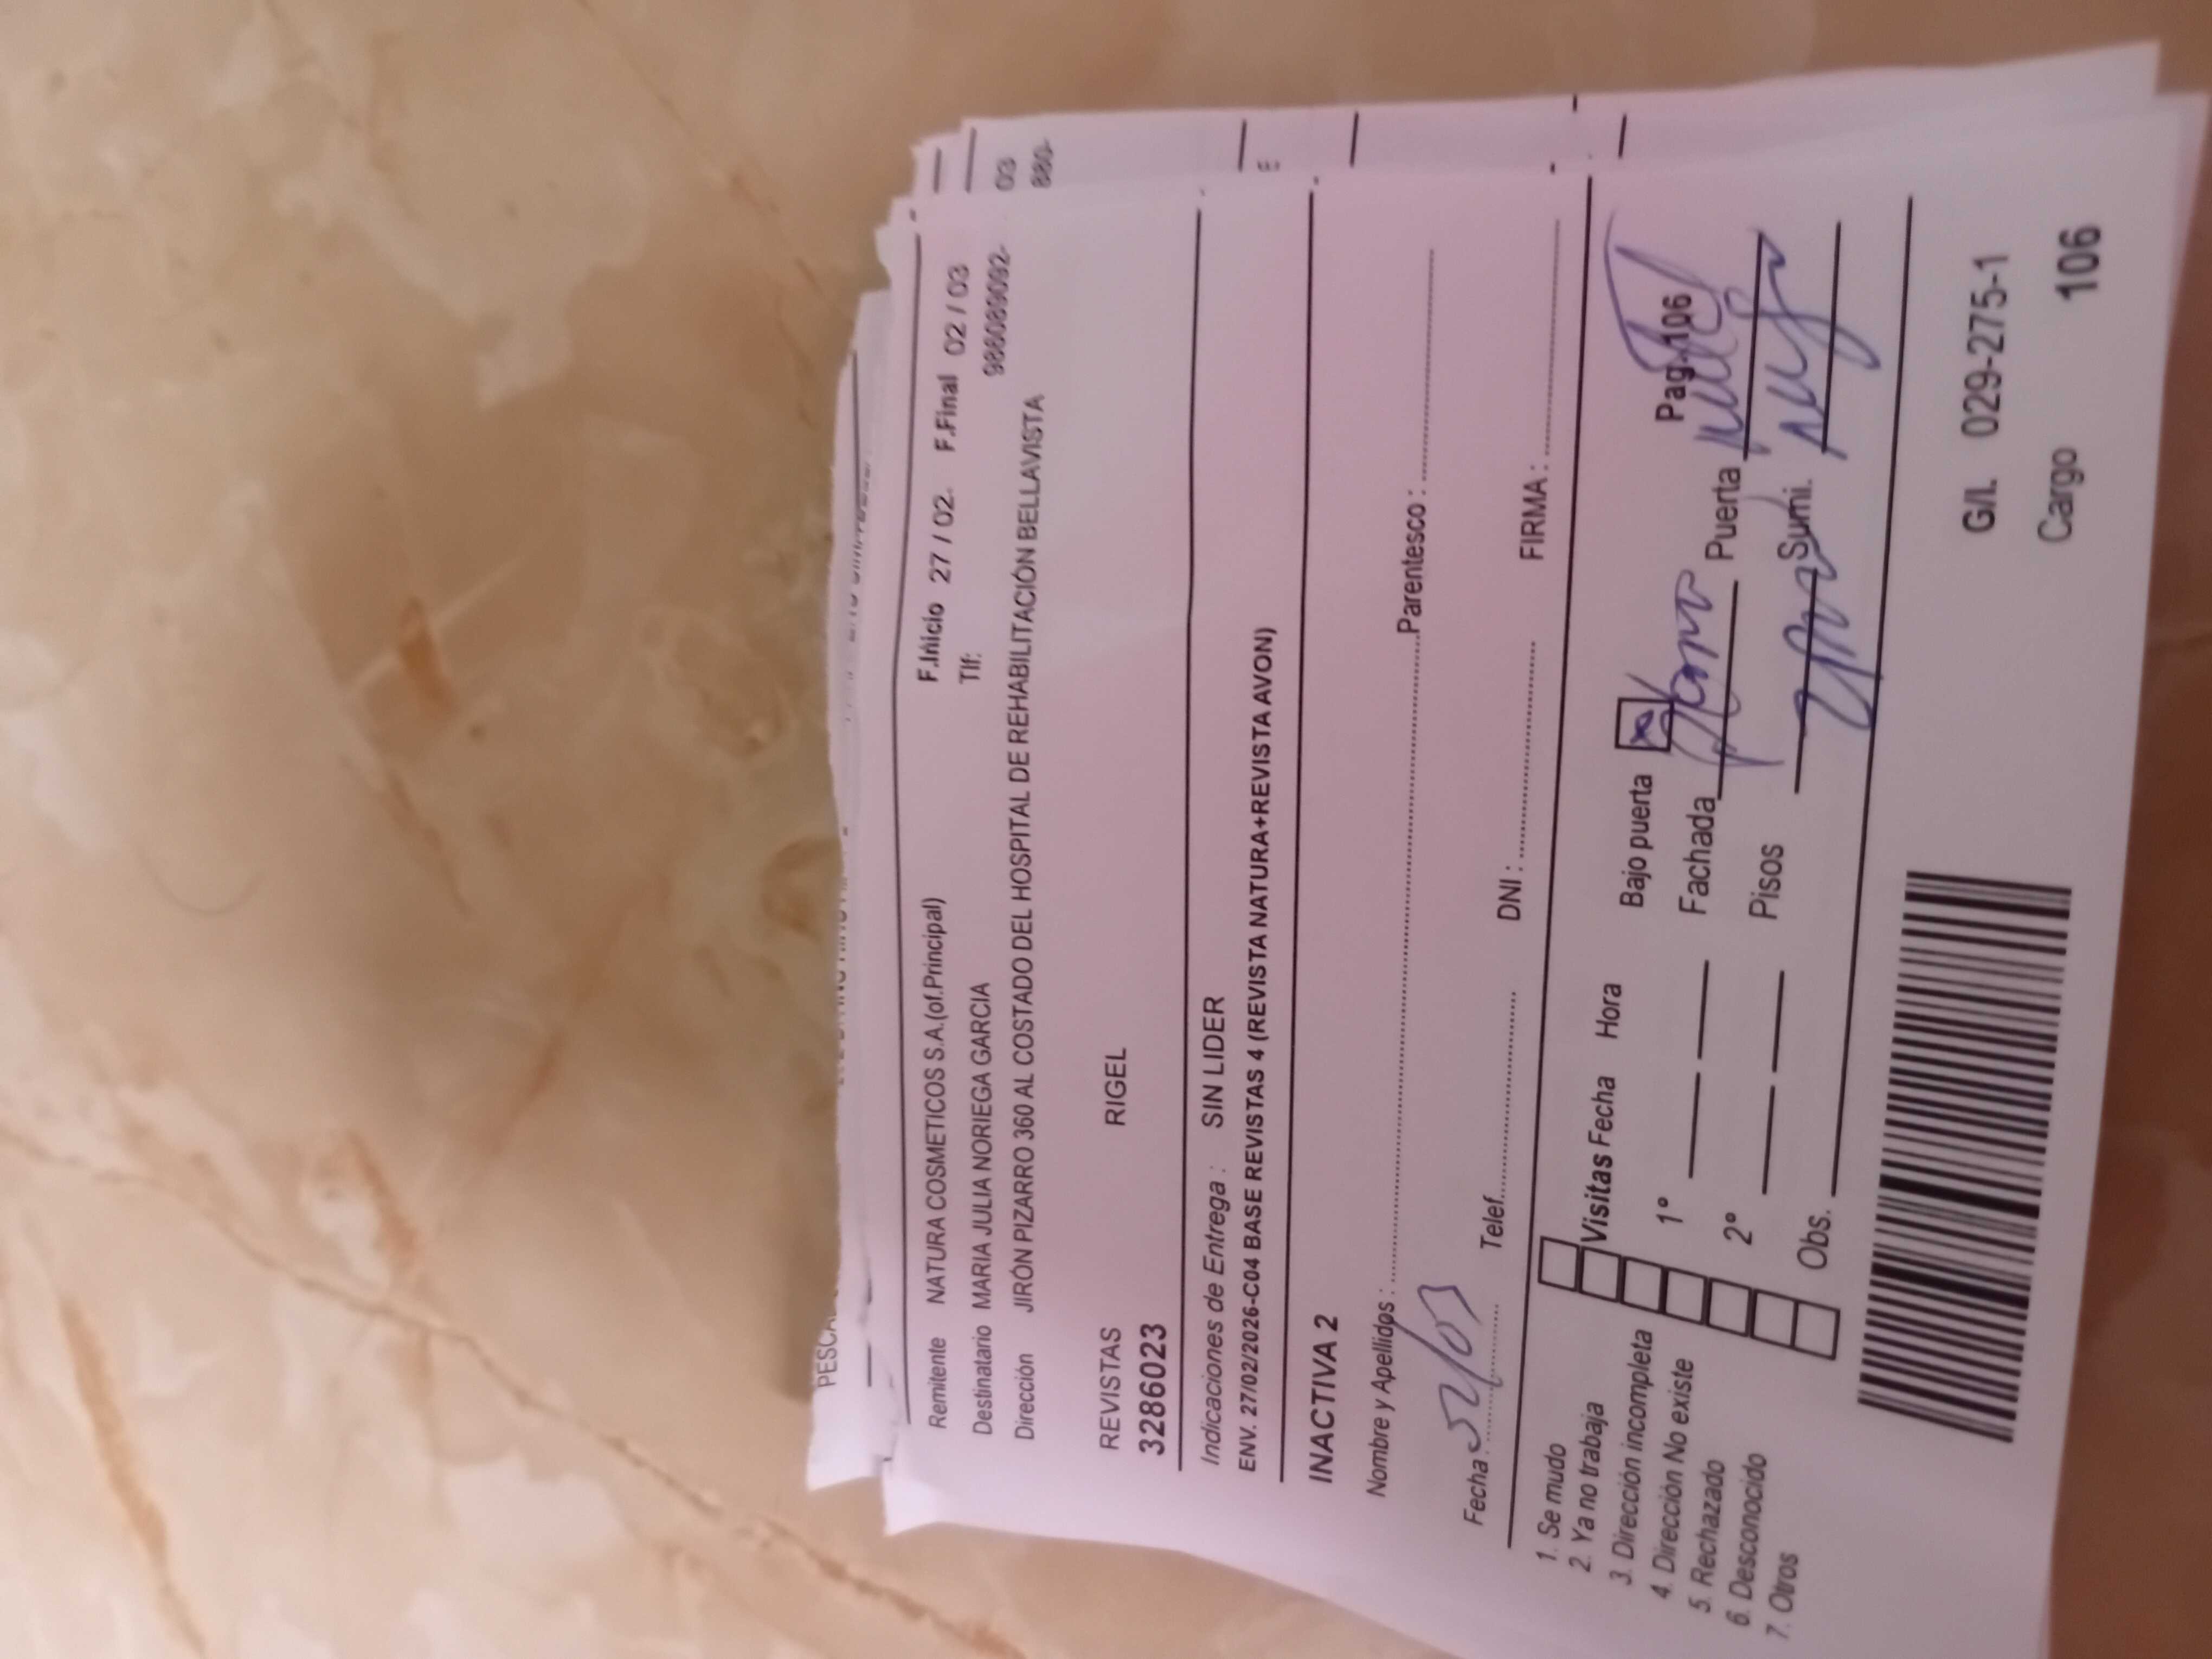 PESCA
Remitente NATURA COSMETICOS S.A.(of.Principal) F.Inicio 27 / 02 F.Final 02 / 03
Destinatario MARIA JULIA NORIEGA GARCIA Tlf:
Dirección JIRÓN PIZARRO 360 AL COSTADO DEL HOSPITAL DE REHABILITACIÓN BELLAVISTA
03
REVISTAS RIGEL
3286023
Indicaciones de Entrega : SIN LIDER
ENV. 27/02/2026-C04 BASE REVISTAS 4 (REVISTA NATURA+REVISTA AVON)
INACTIVA 2
Nombre y Apellidos : Parentesco :
Fecha : Telef. DNI : FIRMA :
1. Se mudo
2. Ya no trabaja
3. Dirección incompleta
4. Dirección No existe
5. Rechazado
6. Desconocido
7. Otros
Visitas Fecha Hora Bajo puerta Pag-106
1° Fachada Puerta
2° Pisos Sumi.
Obs.
G/L 029-275-1
Cargo 106